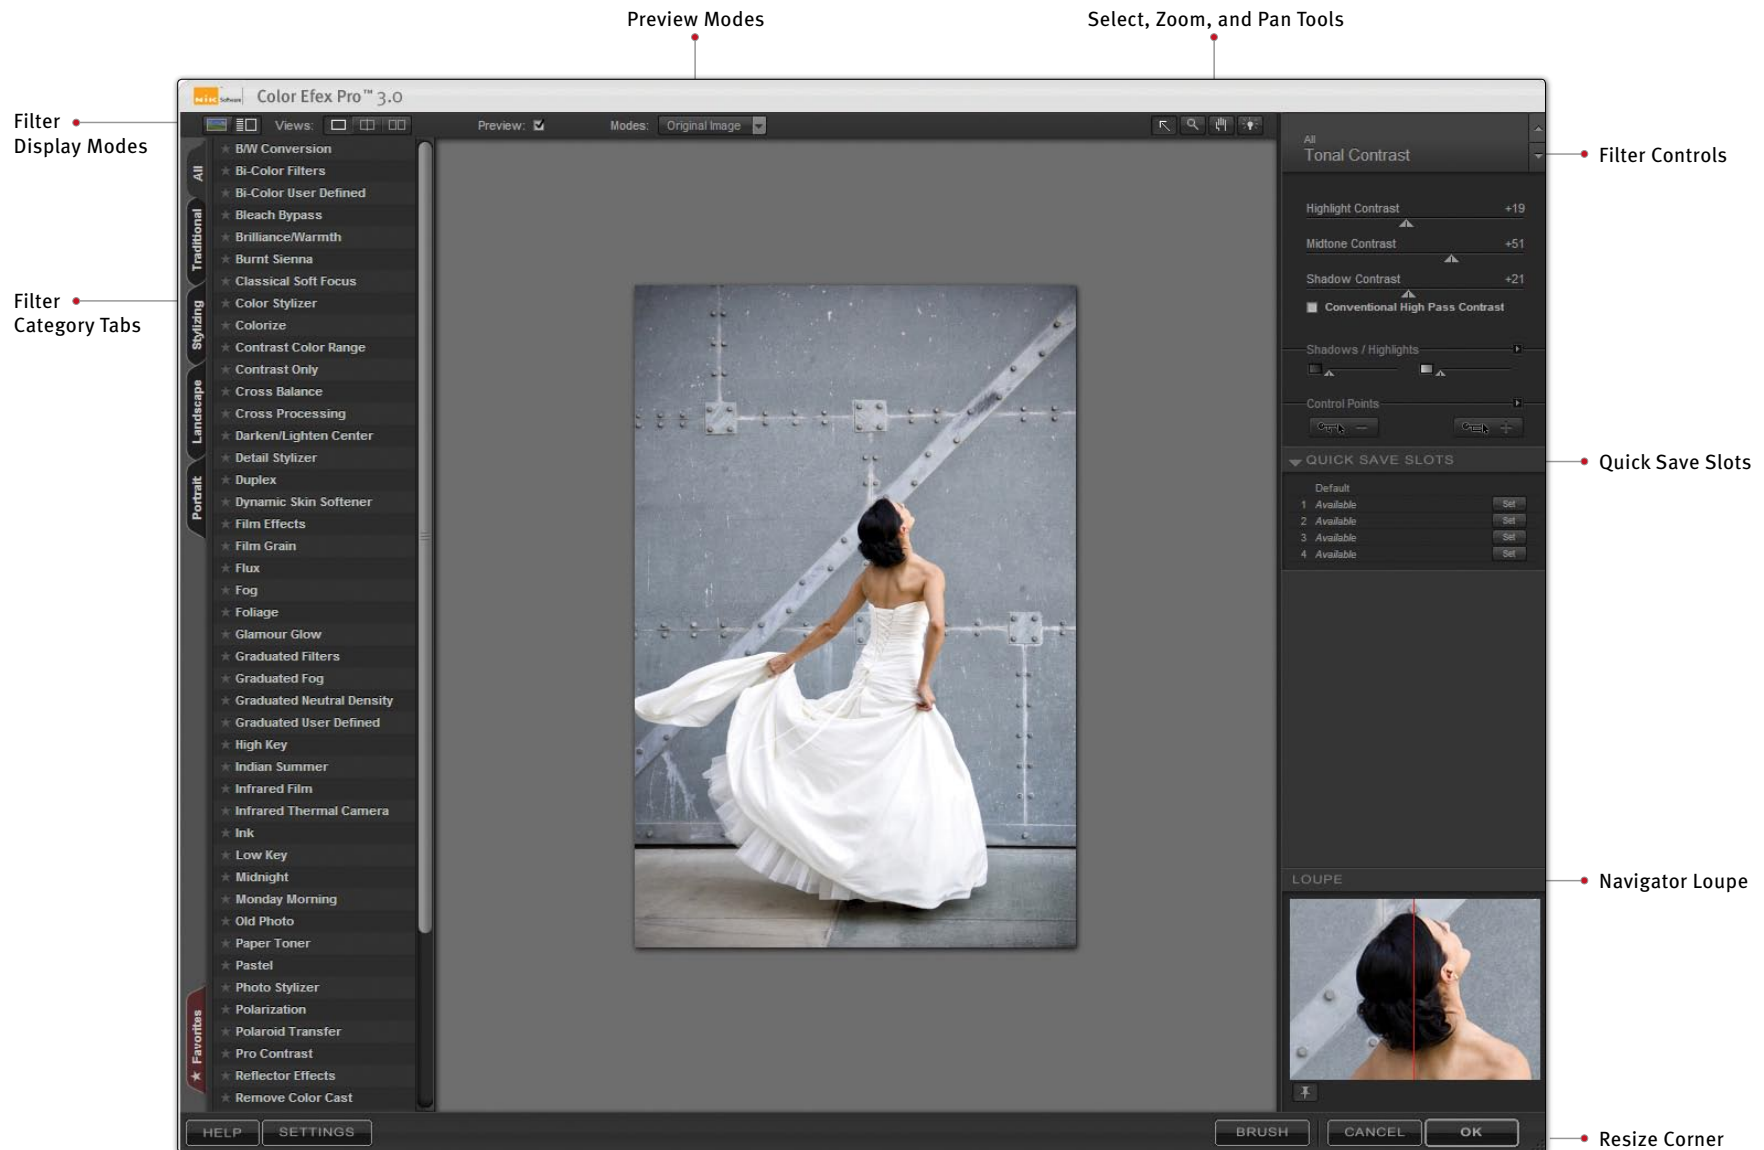 Preview Modes
Select, Zoom, and Pan Tools
Filter
Display Modes
Filter
Category Tabs
Filter Controls
Quick Save Slots
Navigator Loupe
Resize Corner
Nik Software Color Efex Pro™ 3.0
Views:
Preview:
Modes: Original Image
All
Traditional
Stylizing
Landscape
Portrait
★ Favorites
B/W Conversion
Bi-Color Filters
Bi-Color User Defined
Bleach Bypass
Brilliance/Warmth
Burnt Sienna
Classical Soft Focus
Color Stylizer
Colorize
Contrast Color Range
Contrast Only
Cross Balance
Cross Processing
Darken/Lighten Center
Detail Stylizer
Duplex
Dynamic Skin Softener
Film Effects
Film Grain
Flux
Fog
Foliage
Glamour Glow
Graduated Filters
Graduated Fog
Graduated Neutral Density
Graduated User Defined
High Key
Indian Summer
Infrared Film
Infrared Thermal Camera
Ink
Low Key
Midnight
Monday Morning
Old Photo
Paper Toner
Pastel
Photo Stylizer
Polarization
Polaroid Transfer
Pro Contrast
Reflector Effects
Remove Color Cast
All
Tonal Contrast
Highlight Contrast +19
Midtone Contrast +51
Shadow Contrast +21
Conventional High Pass Contrast
Shadows / Highlights
Control Points
QUICK SAVE SLOTS
Default
1 Available Set
2 Available Set
3 Available Set
4 Available Set
LOUPE
HELP
SETTINGS
BRUSH
CANCEL
OK